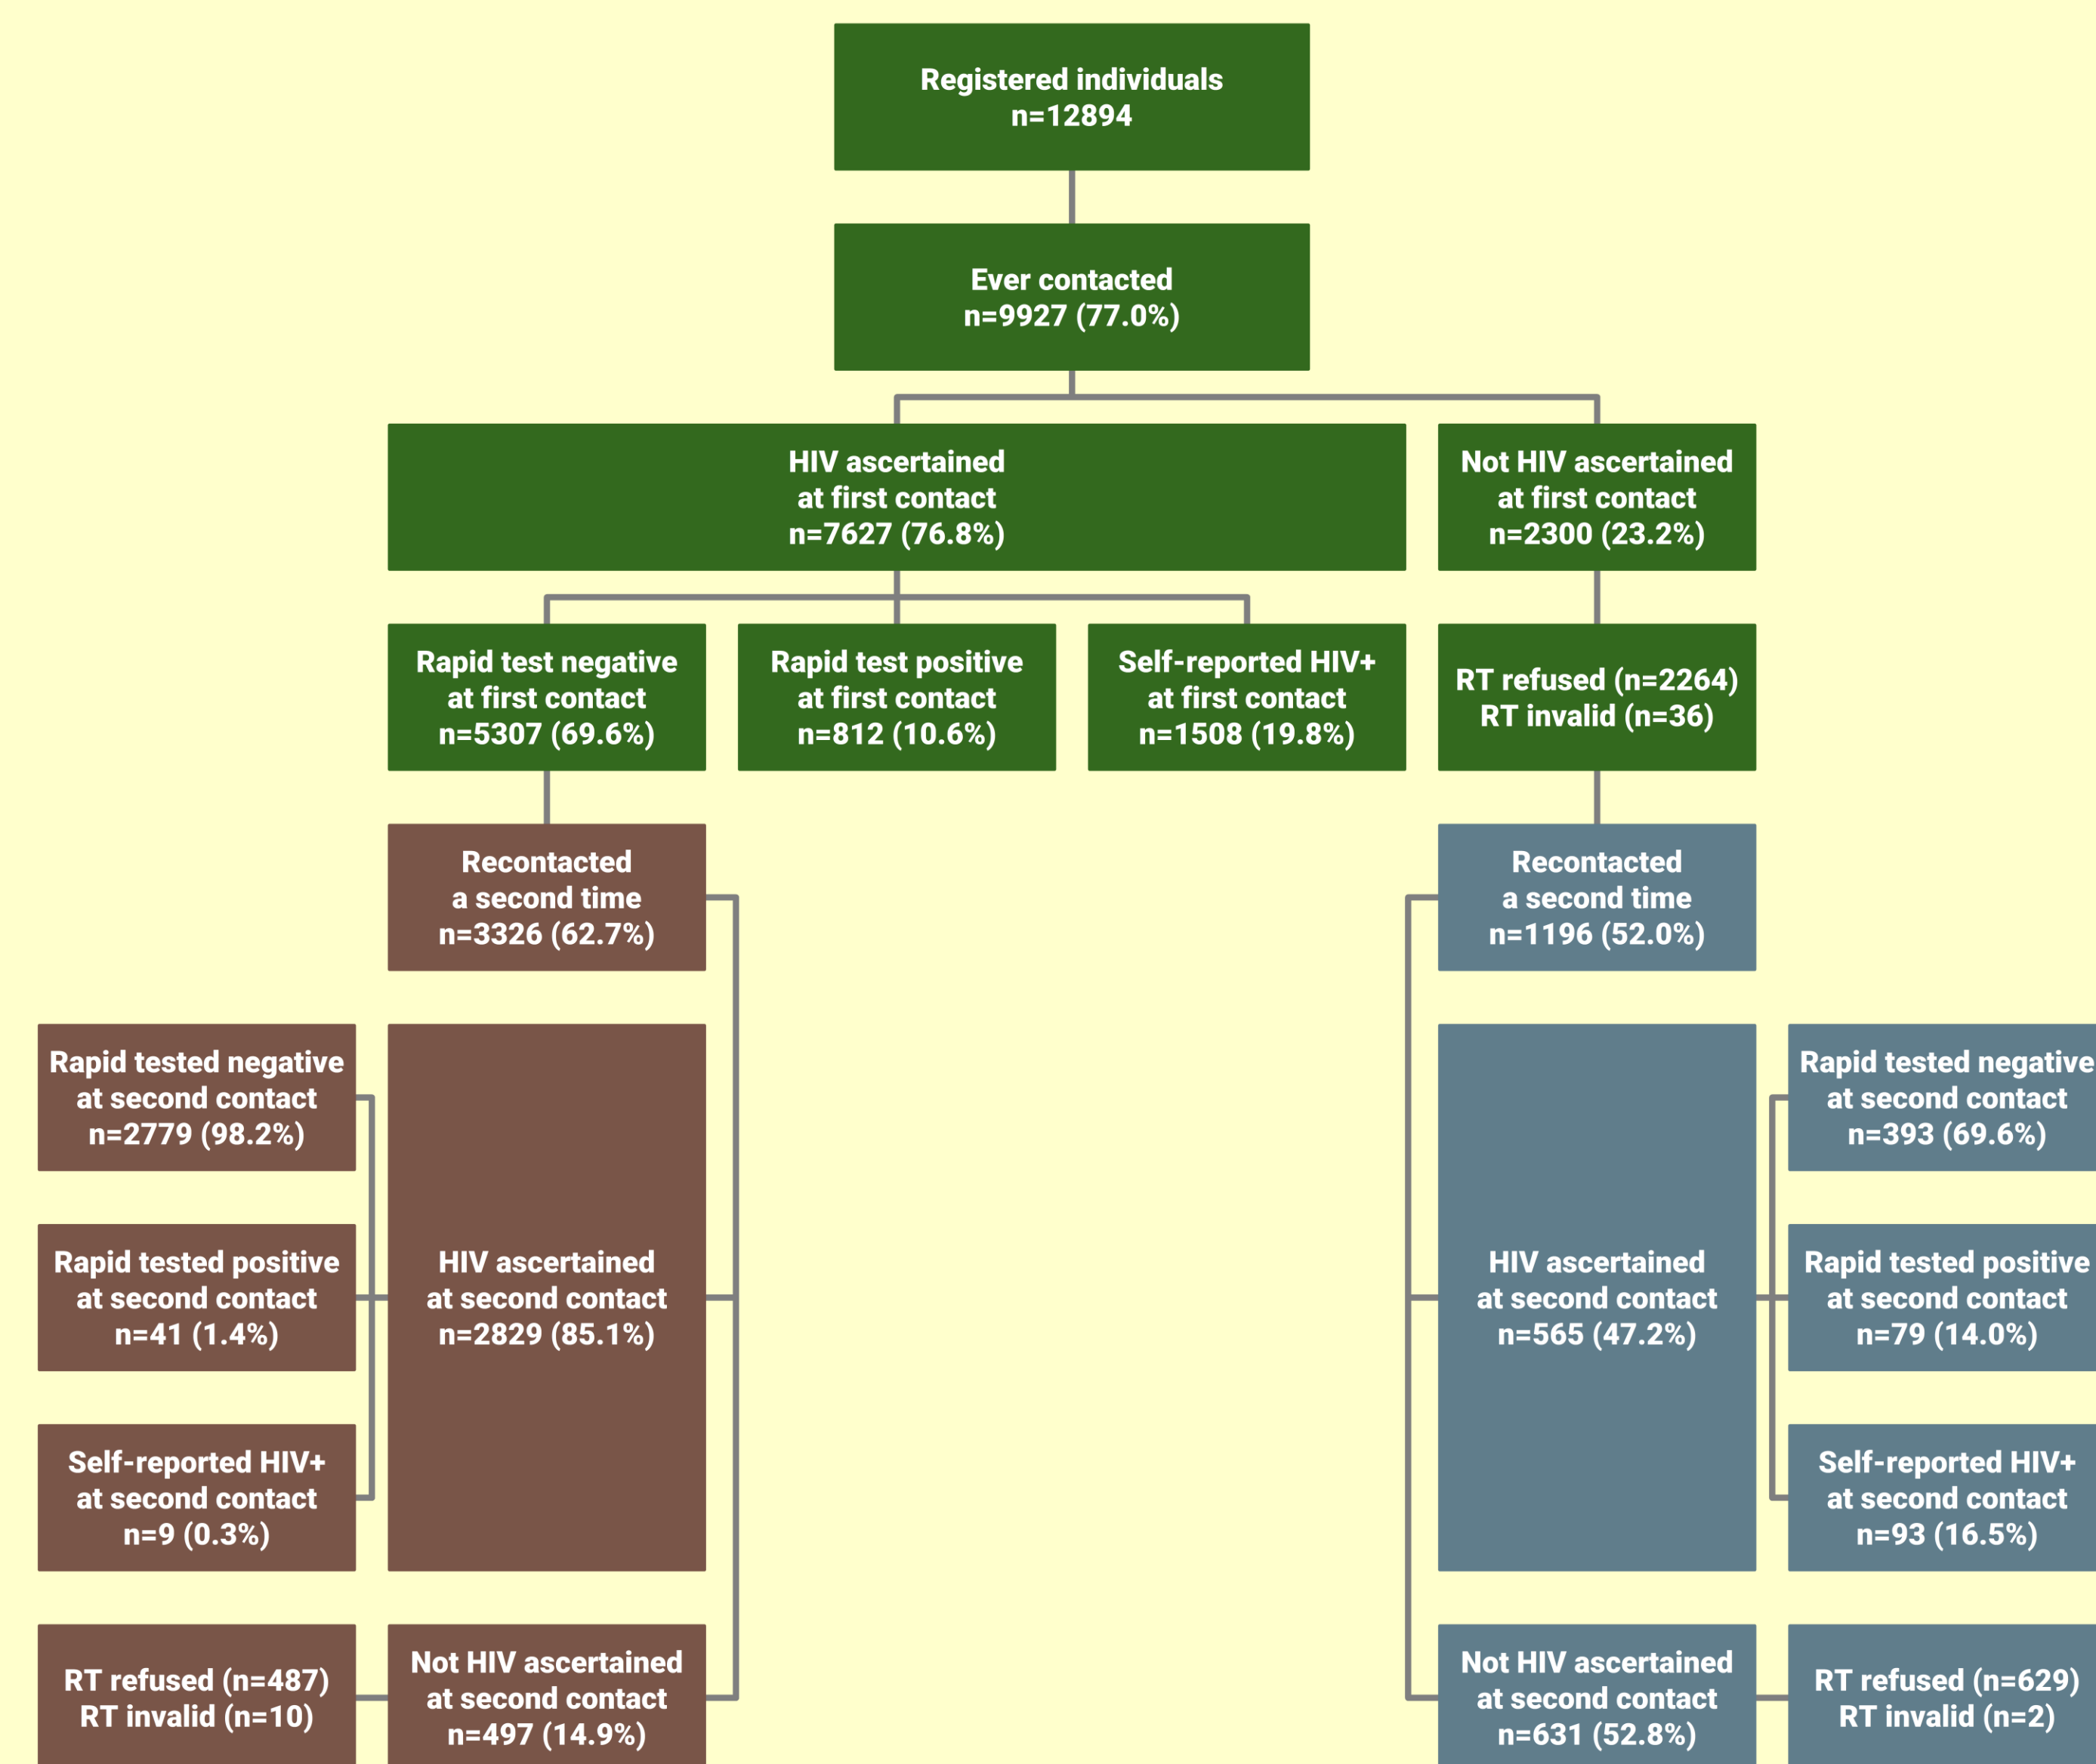 Registered individuals
n=12894
Ever contacted
n=9927 (77.0%)
HIV ascertained
at first contact
n=7627 (76.8%)
Not HIV ascertained
at first contact
n=2300 (23.2%)
Rapid test negative
at first contact
n=5307 (69.6%)
Rapid test positive
at first contact
n=812 (10.6%)
Self-reported HIV+
at first contact
n=1508 (19.8%)
RT refused (n=2264)
RT invalid (n=36)
Recontacted
a second time
n=3326 (62.7%)
Recontacted
a second time
n=1196 (52.0%)
Rapid tested negative
at second contact
n=2779 (98.2%)
Rapid tested positive
at second contact
n=41 (1.4%)
Self-reported HIV+
at second contact
n=9 (0.3%)
HIV ascertained
at second contact
n=2829 (85.1%)
HIV ascertained
at second contact
n=565 (47.2%)
Rapid tested negative
at second contact
n=393 (69.6%)
Rapid tested positive
at second contact
n=79 (14.0%)
Self-reported HIV+
at second contact
n=93 (16.5%)
RT refused (n=487)
RT invalid (n=10)
Not HIV ascertained
at second contact
n=497 (14.9%)
Not HIV ascertained
at second contact
n=631 (52.8%)
RT refused (n=629)
RT invalid (n=2)